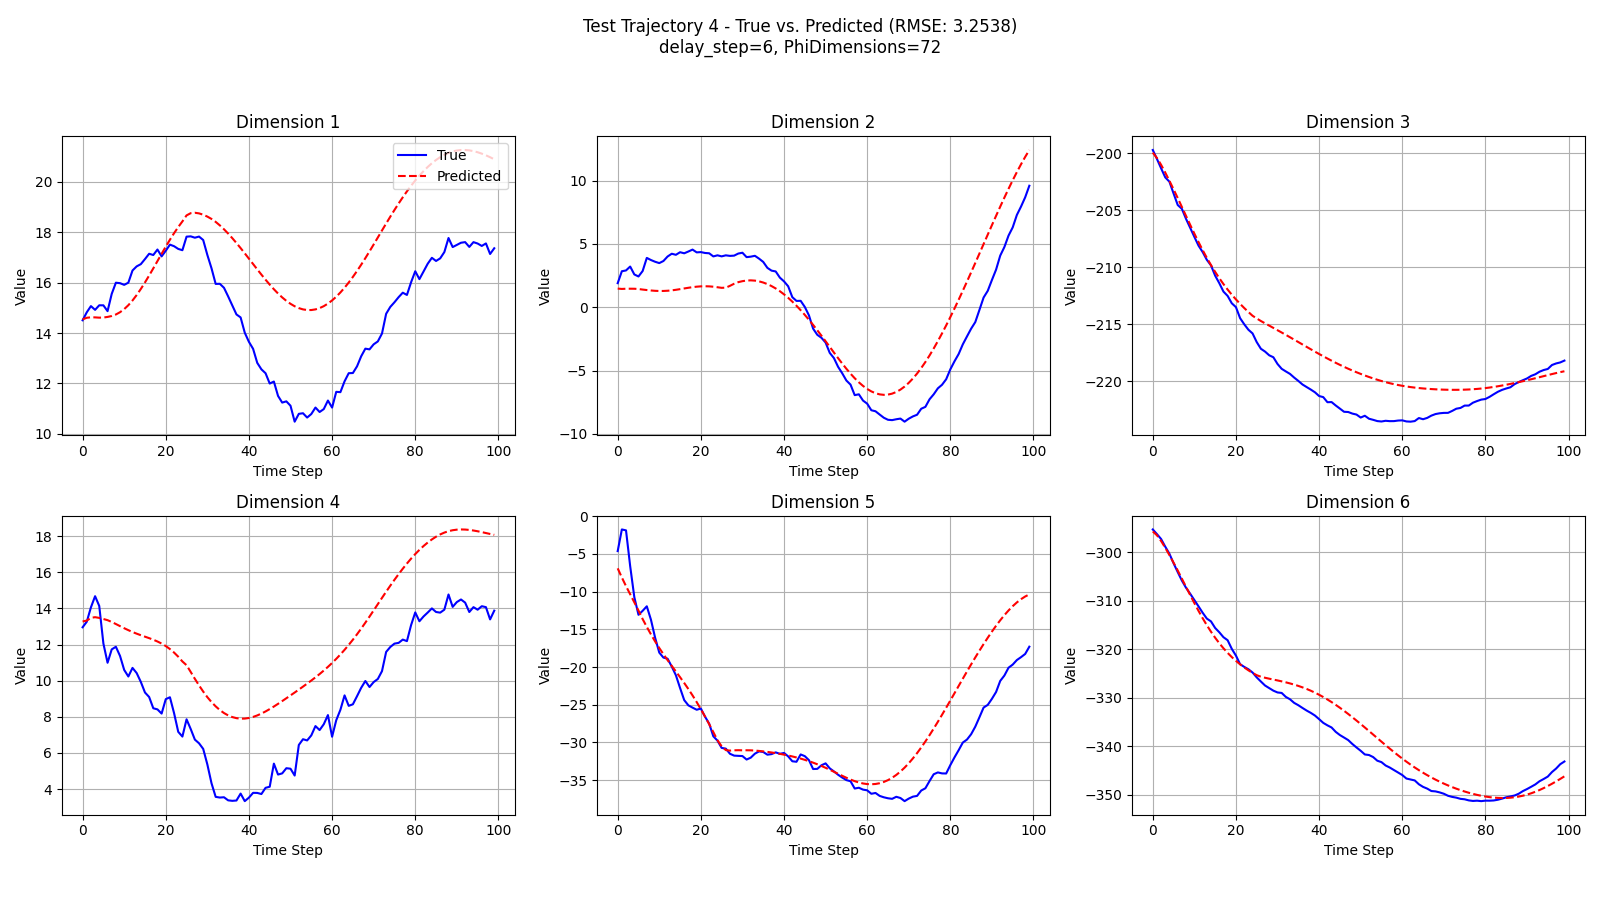 Test Trajectory 4 - True vs. Predicted (RMSE: 3.2538)
delay_step=6, PhiDimensions=72
Dimension 1
Value
20
18
16
14
12
10
0 20 40 60 80 100
Time Step
True
Predicted
Dimension 2
Value
10
5
0
−5
−10
0 20 40 60 80 100
Time Step
Dimension 3
Value
−200
−205
−210
−215
−220
0 20 40 60 80 100
Time Step
Dimension 4
Value
18
16
14
12
10
8
6
4
0 20 40 60 80 100
Time Step
Dimension 5
Value
0
−5
−10
−15
−20
−25
−30
−35
0 20 40 60 80 100
Time Step
Dimension 6
Value
−300
−310
−320
−330
−340
−350
0 20 40 60 80 100
Time Step